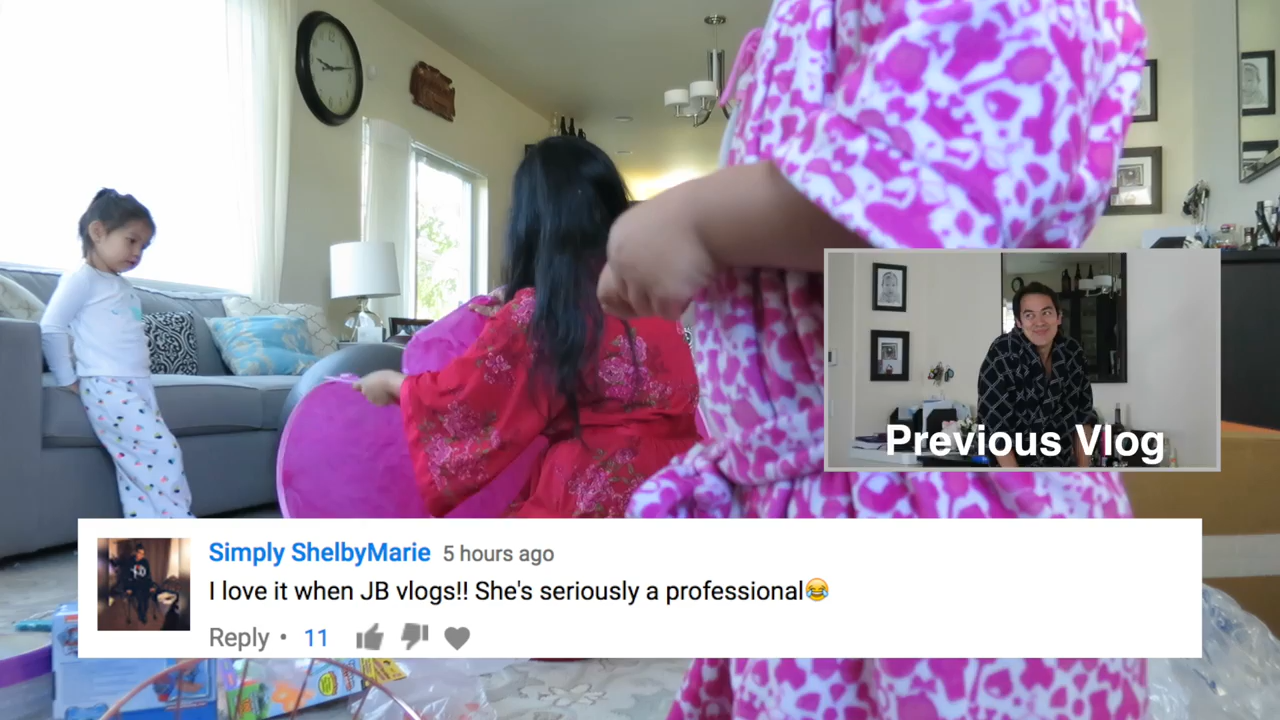 Previous Vlog
Simply ShelbyMarie 5 hours ago
I love it when JB vlogs!! She's seriously a professional😂
Reply • 11